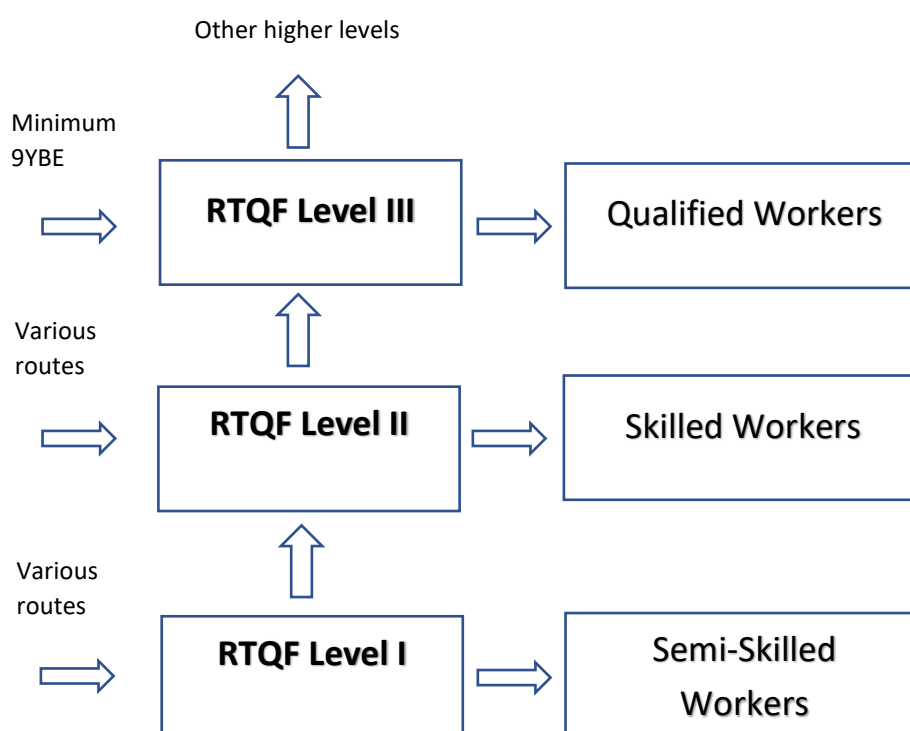 Other higher levels
Minimum
9YBE
RTQF Level III
Qualified Workers
Various
routes
RTQF Level II
Skilled Workers
Various
routes
RTQF Level I
Semi-Skilled
Workers